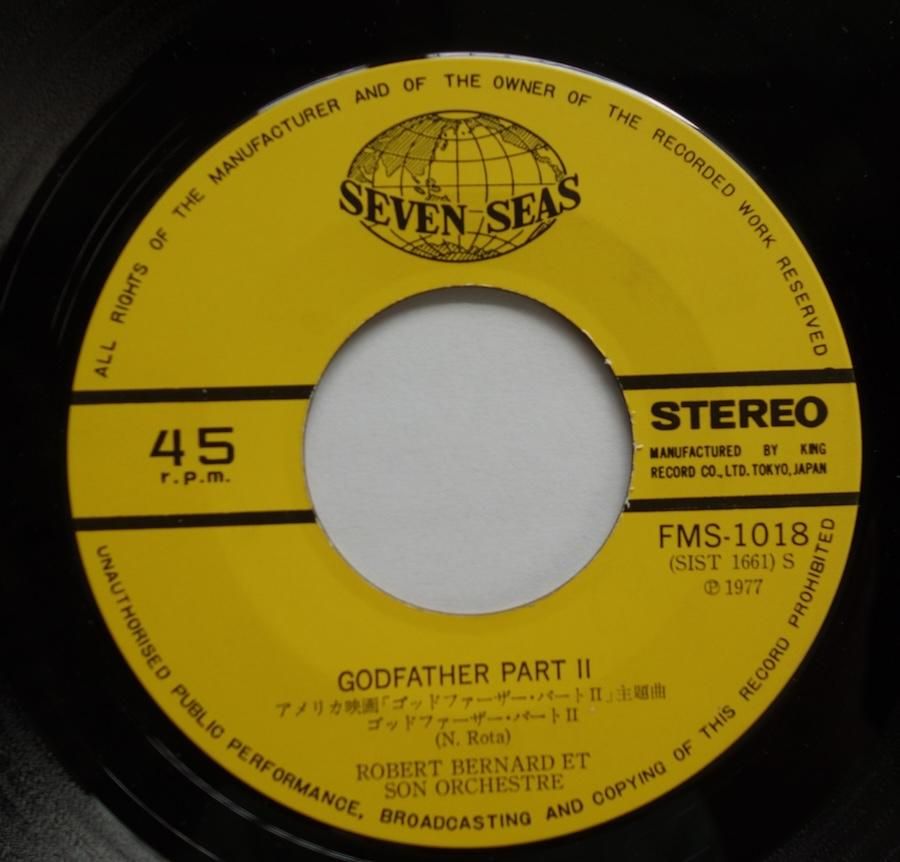 ALL RIGHTS OF THE MANUFACTURER AND OF THE OWNER OF THE RECORDED WORK RESERVED
SEVEN SEAS
45
r.p.m.
STEREO
MANUFACTURED BY KING
RECORD CO., LTD. TOKYO, JAPAN
FMS-1018
(SIST 1661) S
℗ 1977
GODFATHER PART II
アメリカ映画「ゴッドファーザー・パートII」主題曲
ゴッドファーザー・パートII
(N. Rota)
ROBERT BERNARD ET
SON ORCHESTRE
UNAUTHORISED PUBLIC PERFORMANCE, BROADCASTING AND COPYING OF THIS RECORD PROHIBITED